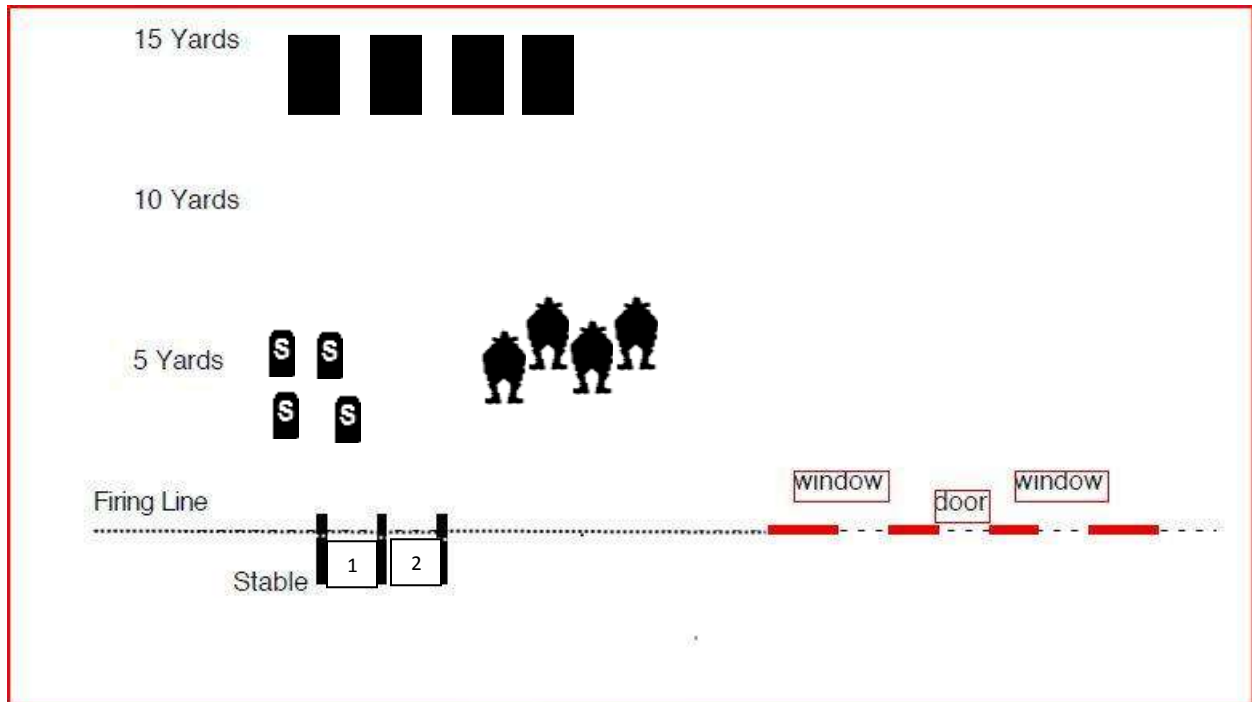 15 Yards
10 Yards
5 Yards
S S
S S
window
window
door
Firing Line
1
2
Stable